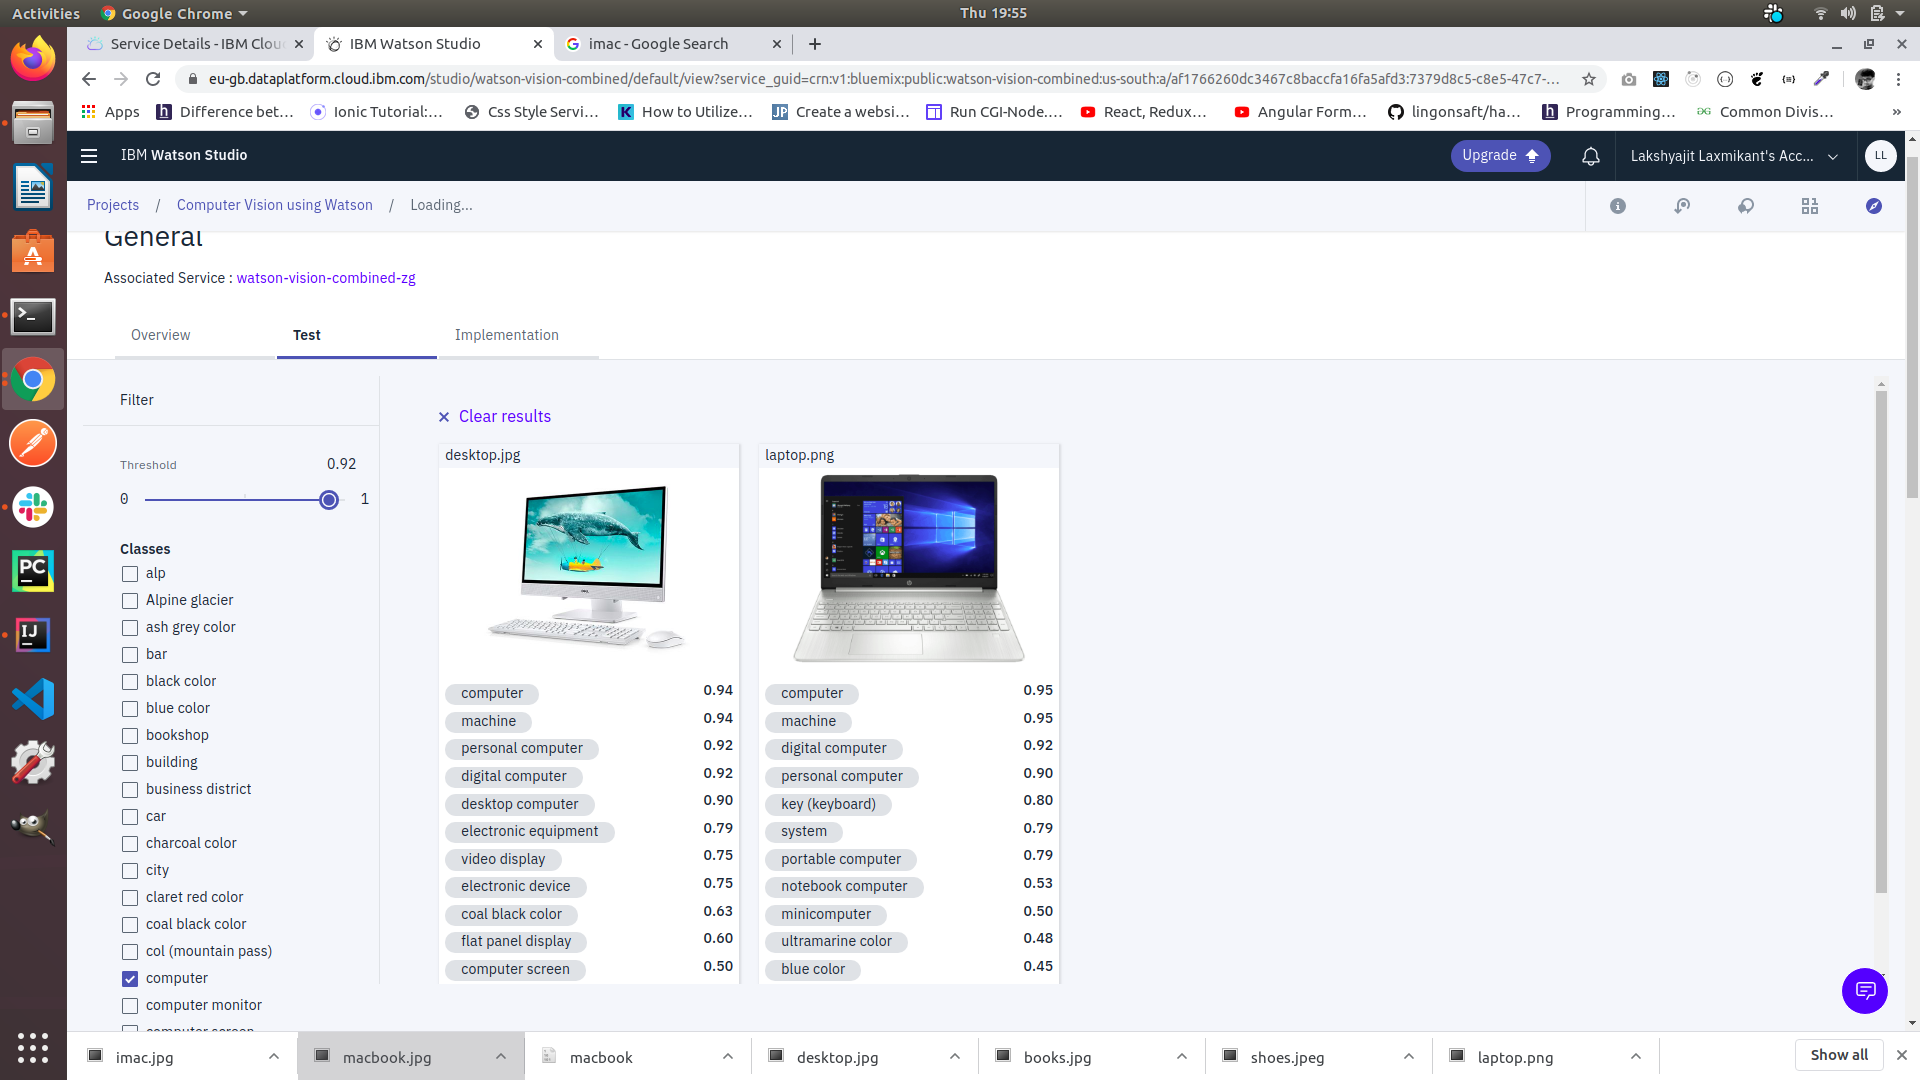 Activities
Google Chrome
Thu 19:55
Service Details - IBM Clou
IBM Watson Studio
imac - Google Search
eu-gb.dataplatform.cloud.ibm.com/studio/watson-vision-combined/default/view?service_guid=crn:v1:bluemix:public:watson-vision-combined:us-south:a/af1766260dc3467c8baccfa16fa5afd3:7379d8c5-c8e5-47c7-...
Apps
Difference bet...
Ionic Tutorial:...
Css Style Servi...
How to Utilize...
Create a websi...
Run CGI-Node....
React, Redux...
Angular Form...
lingonsaft/ha...
Programming...
Common Divis...
IBM Watson Studio
Upgrade
Lakshyajit Laxmikant's Acc...
LL
Projects / Computer Vision using Watson / Loading...
General
Associated Service : watson-vision-combined-zg
Overview
Test
Implementation
Filter
Threshold 0.92
0 1
Classes
alp
Alpine glacier
ash grey color
bar
black color
blue color
bookshop
building
business district
car
charcoal color
city
claret red color
coal black color
col (mountain pass)
computer
computer monitor
computer screen
Clear results
desktop.jpg
computer 0.94
machine 0.94
personal computer 0.92
digital computer 0.92
desktop computer 0.90
electronic equipment 0.79
video display 0.75
electronic device 0.75
coal black color 0.63
flat panel display 0.60
computer screen 0.50
laptop.png
computer 0.95
machine 0.95
digital computer 0.92
personal computer 0.90
key (keyboard) 0.80
system 0.79
portable computer 0.79
notebook computer 0.53
minicomputer 0.50
ultramarine color 0.48
blue color 0.45
imac.jpg
macbook.jpg
macbook
desktop.jpg
books.jpg
shoes.jpeg
laptop.png
Show all